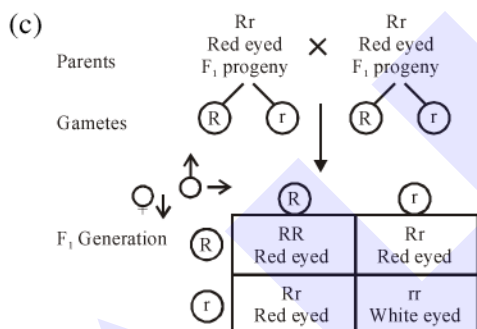 (c)
Rr Rr
Red eyed × Red eyed
Parents F₁ progeny F₁ progeny
Gametes R r R r
♀
R r
F₁ Generation R RR Rr
Red eyed Red eyed
r Rr rr
Red eyed White eyed